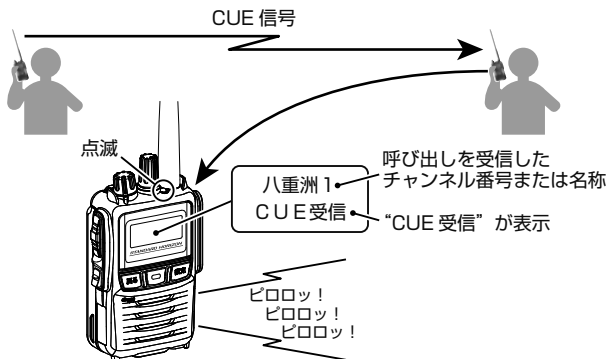 CUE 信号
点滅
八重洲1
CUE受信
呼び出しを受信した
チャンネル番号または名称
“CUE 受信” が表示
STANDARD HORIZON
ピロロッ！
ピロロッ！
ピロロッ！